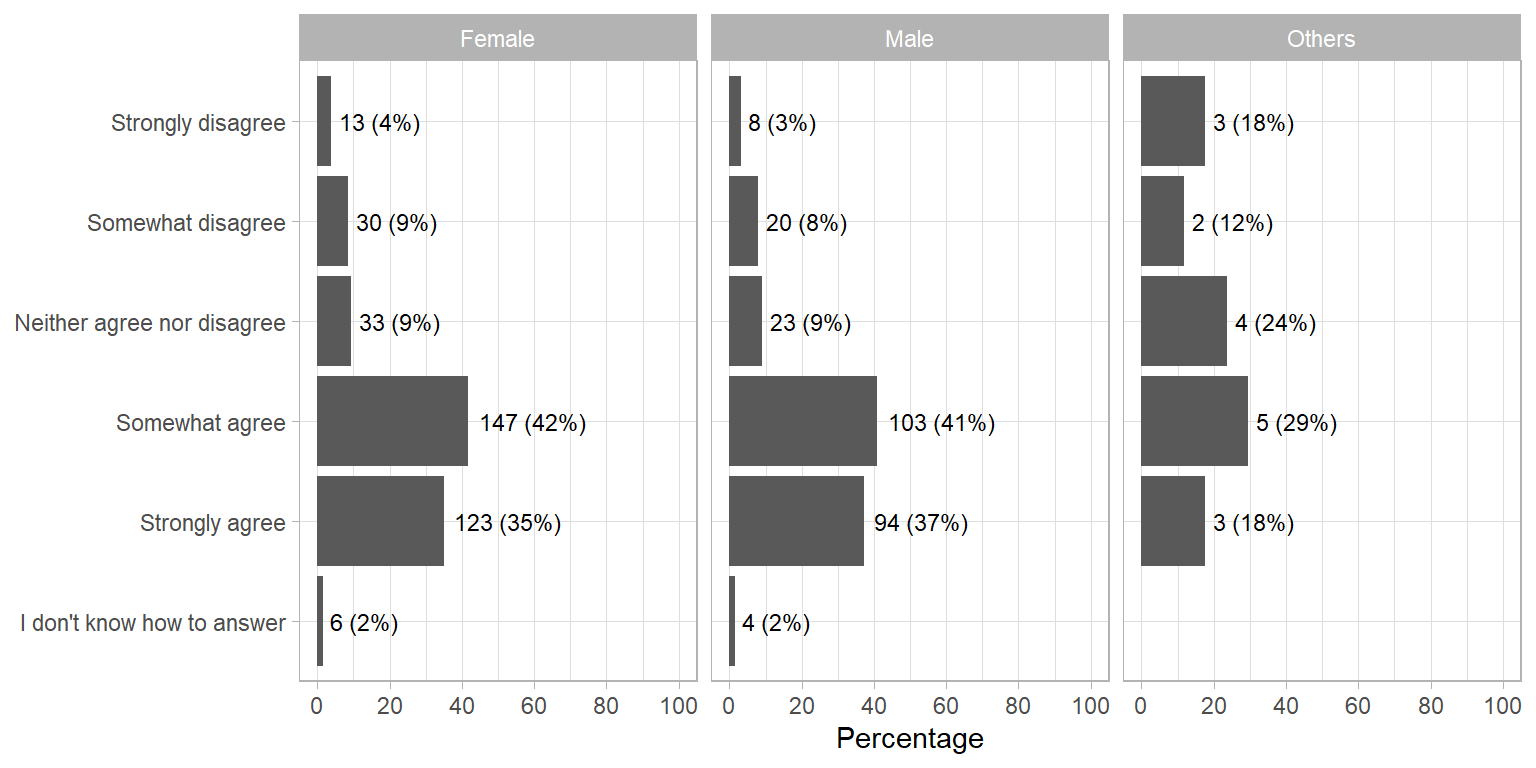 Female Male Others
Strongly disagree 13 (4%) 8 (3%) 3 (18%)
Somewhat disagree 30 (9%) 20 (8%) 2 (12%)
Neither agree nor disagree 33 (9%) 23 (9%) 4 (24%)
Somewhat agree 147 (42%) 103 (41%) 5 (29%)
Strongly agree 123 (35%) 94 (37%) 3 (18%)
I don't know how to answer 6 (2%) 4 (2%)
0 20 40 60 80 100 0 20 40 60 80 100 0 20 40 60 80 100
Percentage